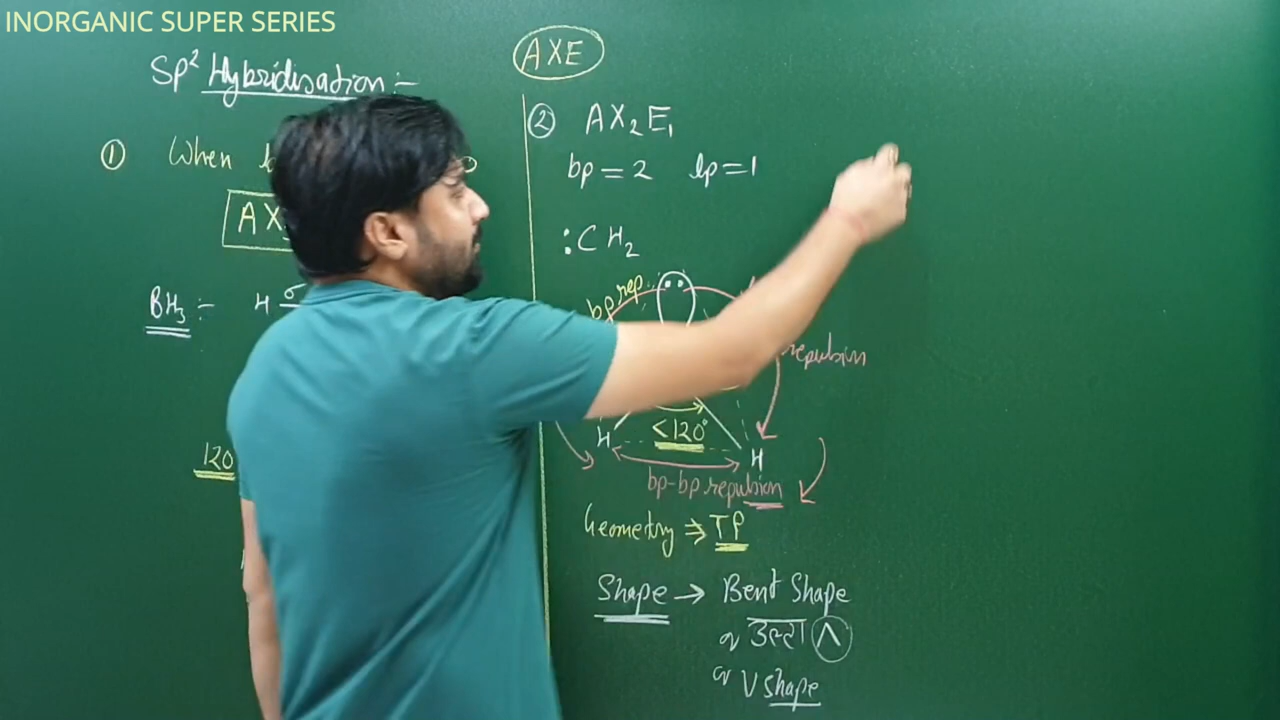 INORGANIC SUPER SERIES
Sp² Hybridisation :-
① When
AX
BH₃ :- H σ
120
AXE
② AX₂E₁
bp = 2 lp = 1
:CH₂
bp rep..
repulsion
<120°
H H
bp-bp repulsion
Geometry ⇒ TP
Shape → Bent Shape
or उल्टा Λ
or V shape